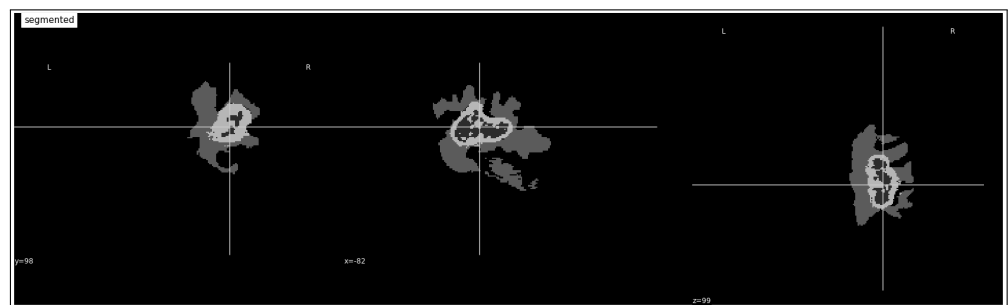 segmented
L
R
L
R
y=98
x=-82
z=99